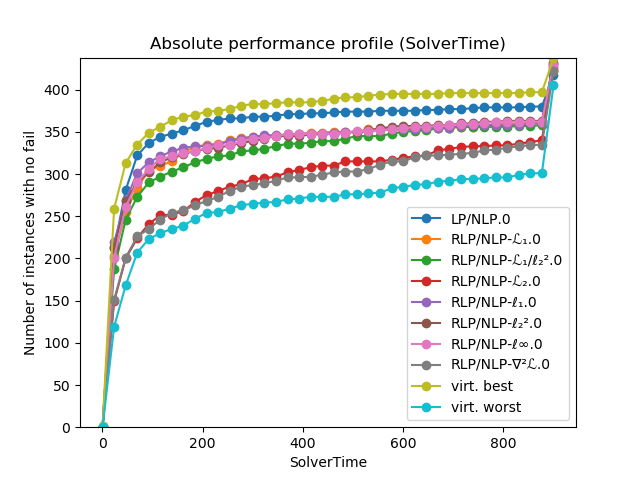 Absolute performance profile (SolverTime)
Number of instances with no fail
400
350
300
250
200
150
100
50
0
0 200 400 600 800
SolverTime
LP/NLP.0
RLP/NLP-ℒ₁.0
RLP/NLP-ℒ₁/ℓ₂².0
RLP/NLP-ℒ₂.0
RLP/NLP-ℓ₁.0
RLP/NLP-ℓ₂².0
RLP/NLP-ℓ∞.0
RLP/NLP-∇²ℒ.0
virt. best
virt. worst